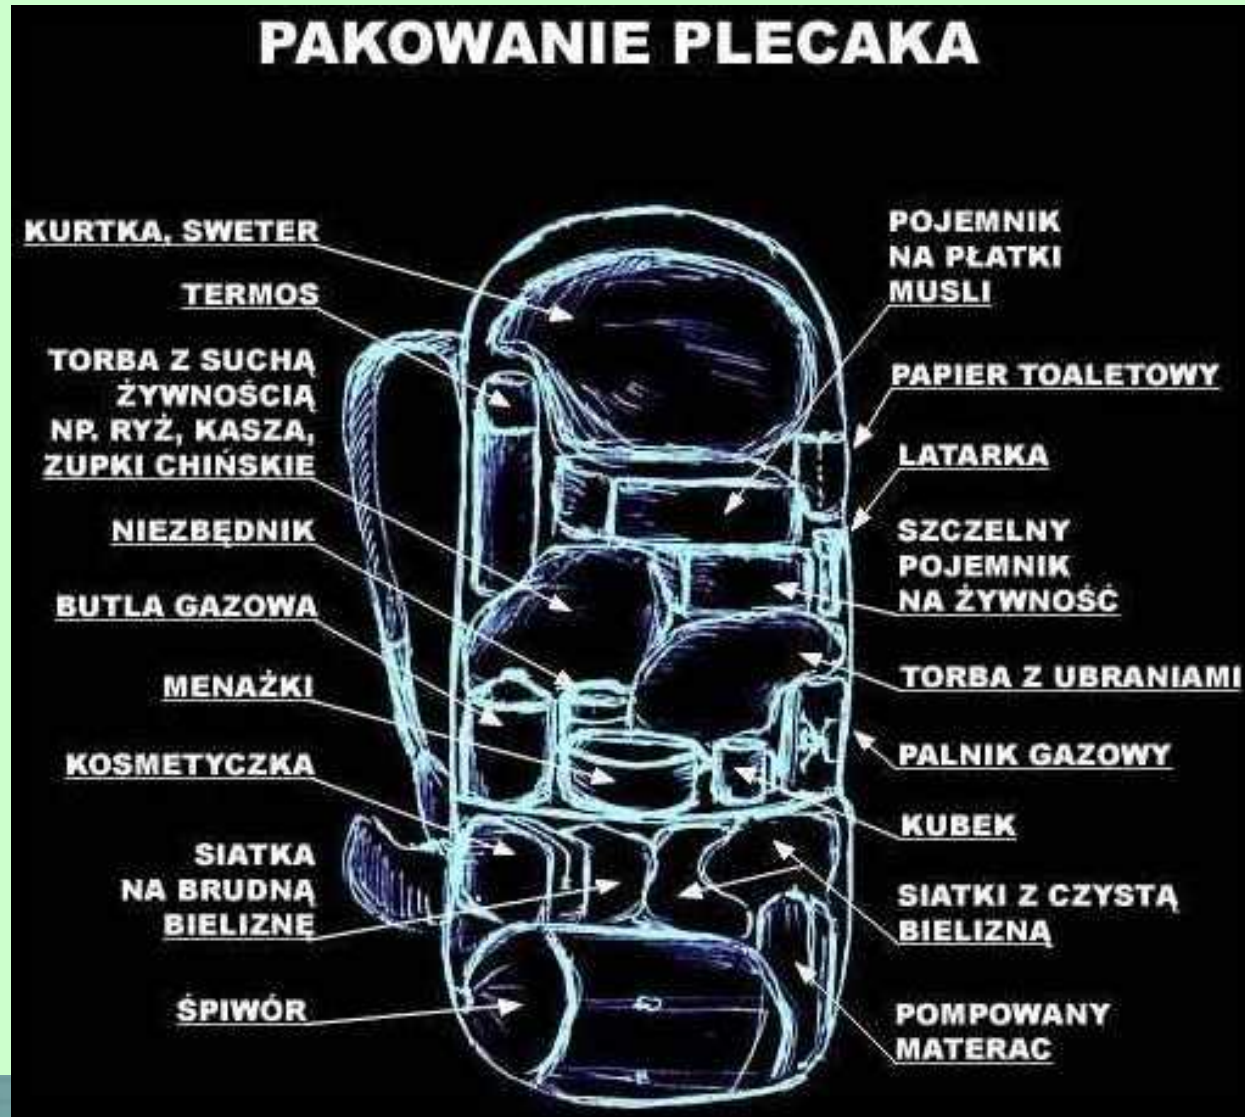 PAKOWANIE PLECAKA
KURTKA, SWETER
TERMOS
TORBA Z SUCHĄ
ŻYWNOŚCIĄ
NP. RYŻ, KASZA,
ZUPKI CHIŃSKIE
NIEZBĘDNIK
BUTLA GAZOWA
MENAŻKI
KOSMETYCZKA
SIATKA
NA BRUDNĄ
BIELIZNĘ
ŚPIWÓR
POJEMNIK
NA PŁATKI
MUSLI
PAPIER TOALETOWY
LATARKA
SZCZELNY
POJEMNIK
NA ŻYWNOŚĆ
TORBA Z UBRANIAMI
PALNIK GAZOWY
KUBEK
SIATKI Z CZYSTĄ
BIELIZNĄ
POMPOWANY
MATERAC